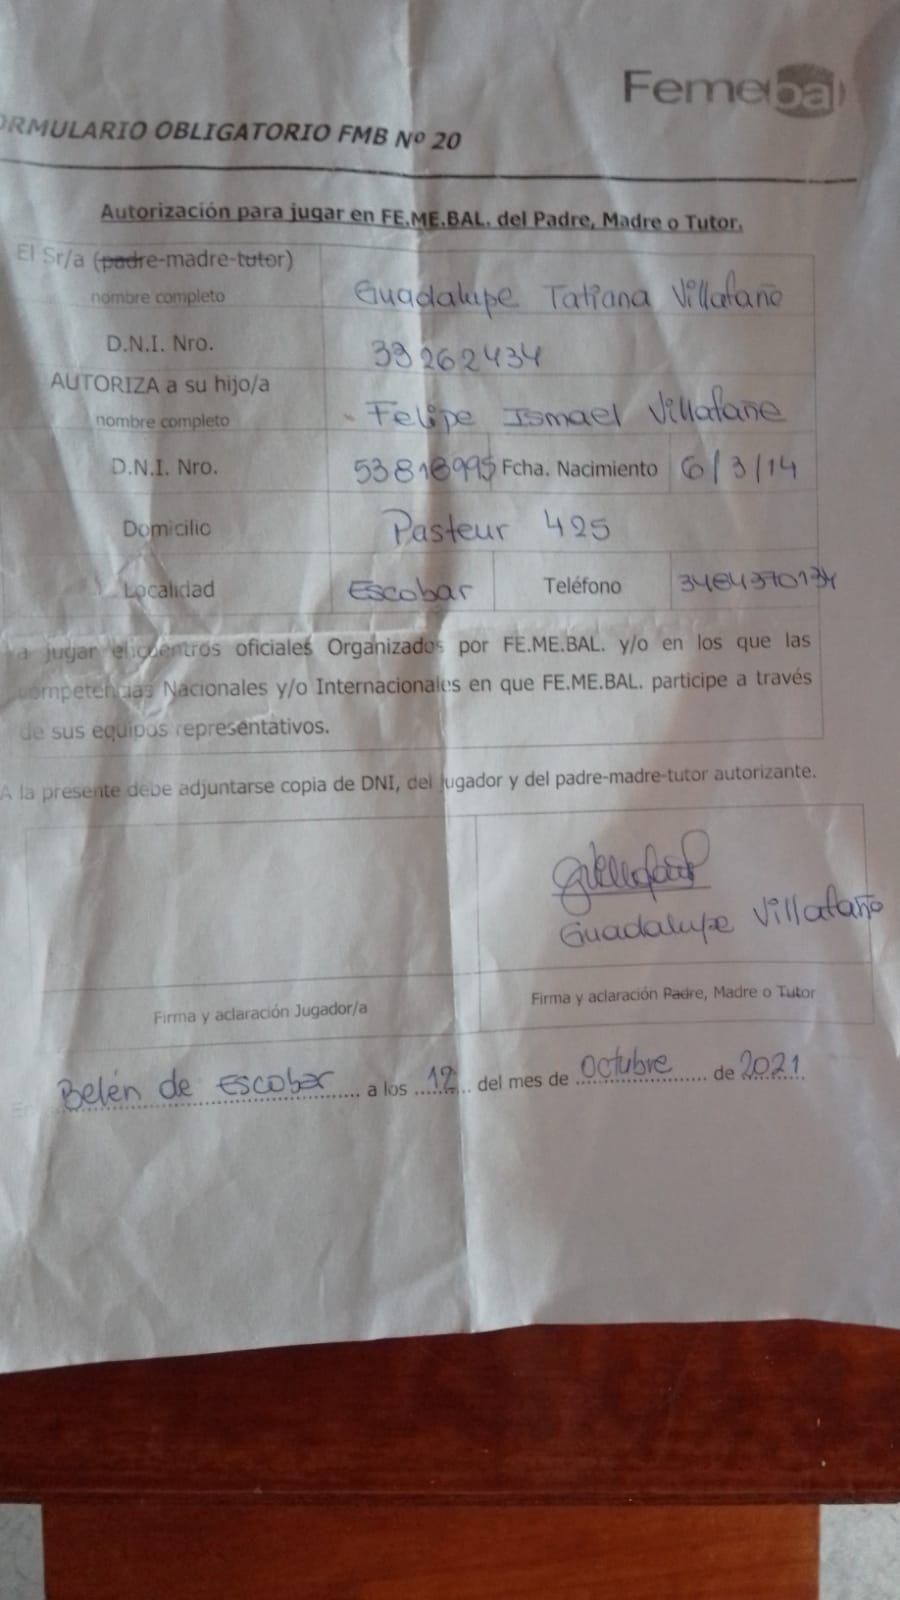 Femebal
ORMULARIO OBLIGATORIO FMB Nº 20
Autorización para jugar en FE.ME.BAL. del Padre, Madre o Tutor.
El Sr/a (padre-madre-tutor)
nombre completo
Guadalupe Tatiana Villafañe
D.N.I. Nro.
33262434
AUTORIZA a su hijo/a
nombre completo
Felipe Ismael Villafañe
D.N.I. Nro.
53818995 Fcha. Nacimiento 6/3/14
Domicilio
Pasteur 425
Localidad
Escobar Teléfono 3484370134
a jugar encuentros oficiales Organizados por FE.ME.BAL. y/o en los que las
competencias Nacionales y/o Internacionales en que FE.ME.BAL. participe a través
de sus equipos representativos.
A la presente debe adjuntarse copia de DNI, del jugador y del padre-madre-tutor autorizante.
Guadalupe Villafañe
Firma y aclaración Jugador/a
Firma y aclaración Padre, Madre o Tutor
En Belén de Escobar a los 12 del mes de Octubre de 2021